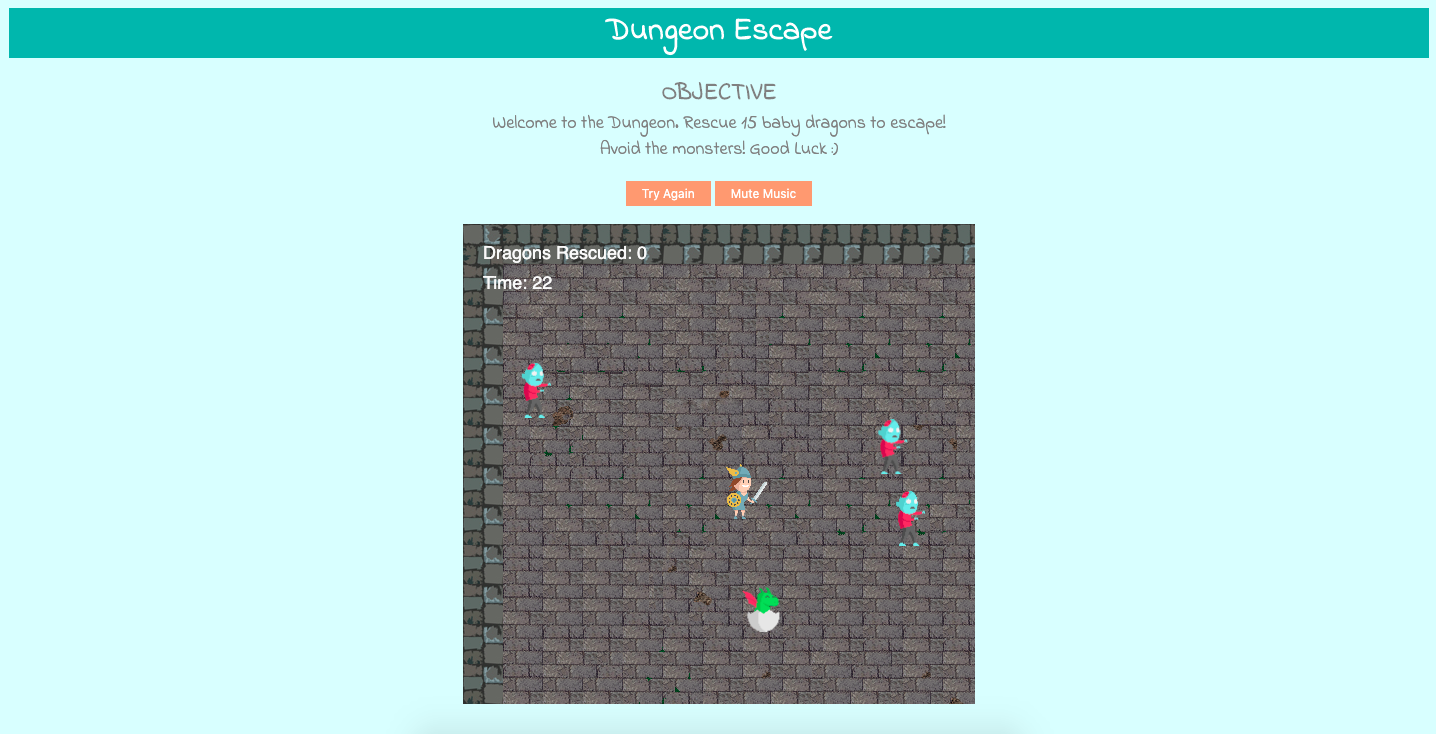 Dungeon Escape
OBJECTIVE
Welcome to the Dungeon. Rescue 15 baby dragons to escape!
Avoid the monsters! Good Luck :)
Try Again Mute Music
Dragons Rescued: 0
Time: 22